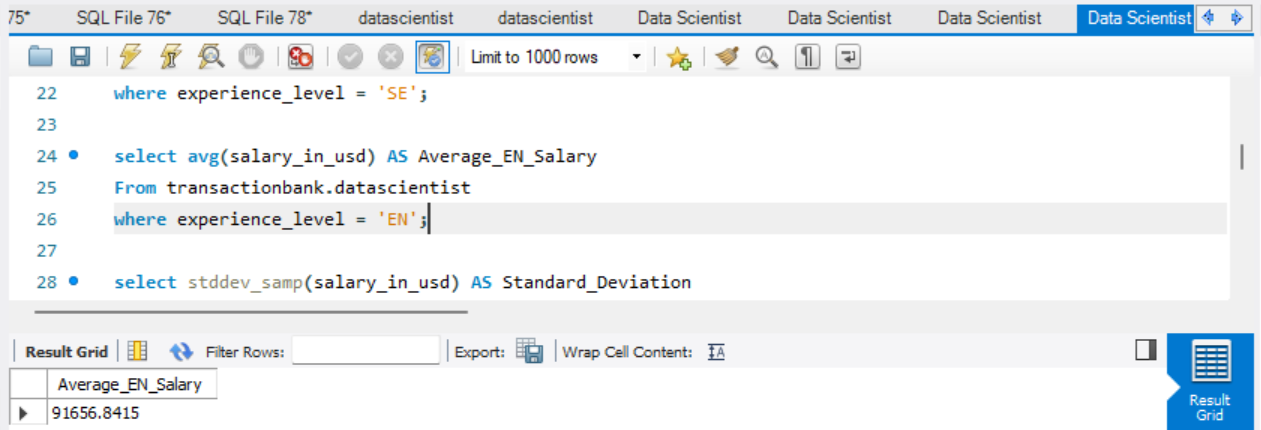 75* SQL File 76* SQL File 78* datascientist datascientist Data Scientist Data Scientist Data Scientist Data Scientist
Limit to 1000 rows
22 where experience_level = 'SE';
23
24 select avg(salary_in_usd) AS Average_EN_Salary
25 From transactionbank.datascientist
26 where experience_level = 'EN';
27
28 select stddev_samp(salary_in_usd) AS Standard_Deviation
Result Grid Filter Rows: Export: Wrap Cell Content: IA
Average_EN_Salary
91656.8415
Result
Grid